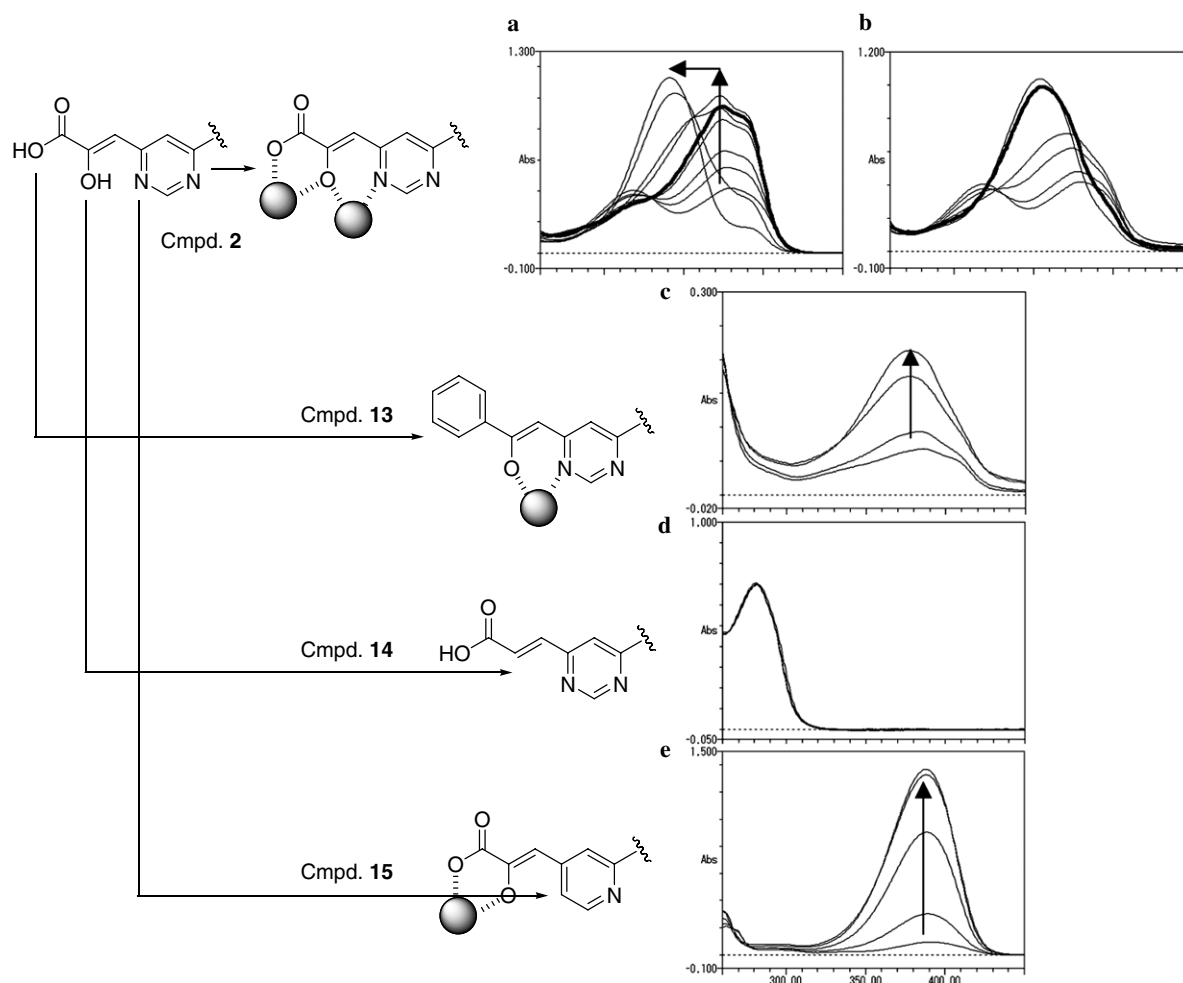 a
b
1.300
Abs
-0.100
1.200
Abs
-0.100
O
HO
OH
N
N
O
O
O
N
N
Cmpd. 2
c
0.300
Abs
-0.020
Cmpd. 13
O
N
N
d
1.000
Abs
-0.050
Cmpd. 14
O
HO
N
N
e
1.500
Abs
-0.100
Cmpd. 15
O
O
O
N
300.00
350.00
400.00